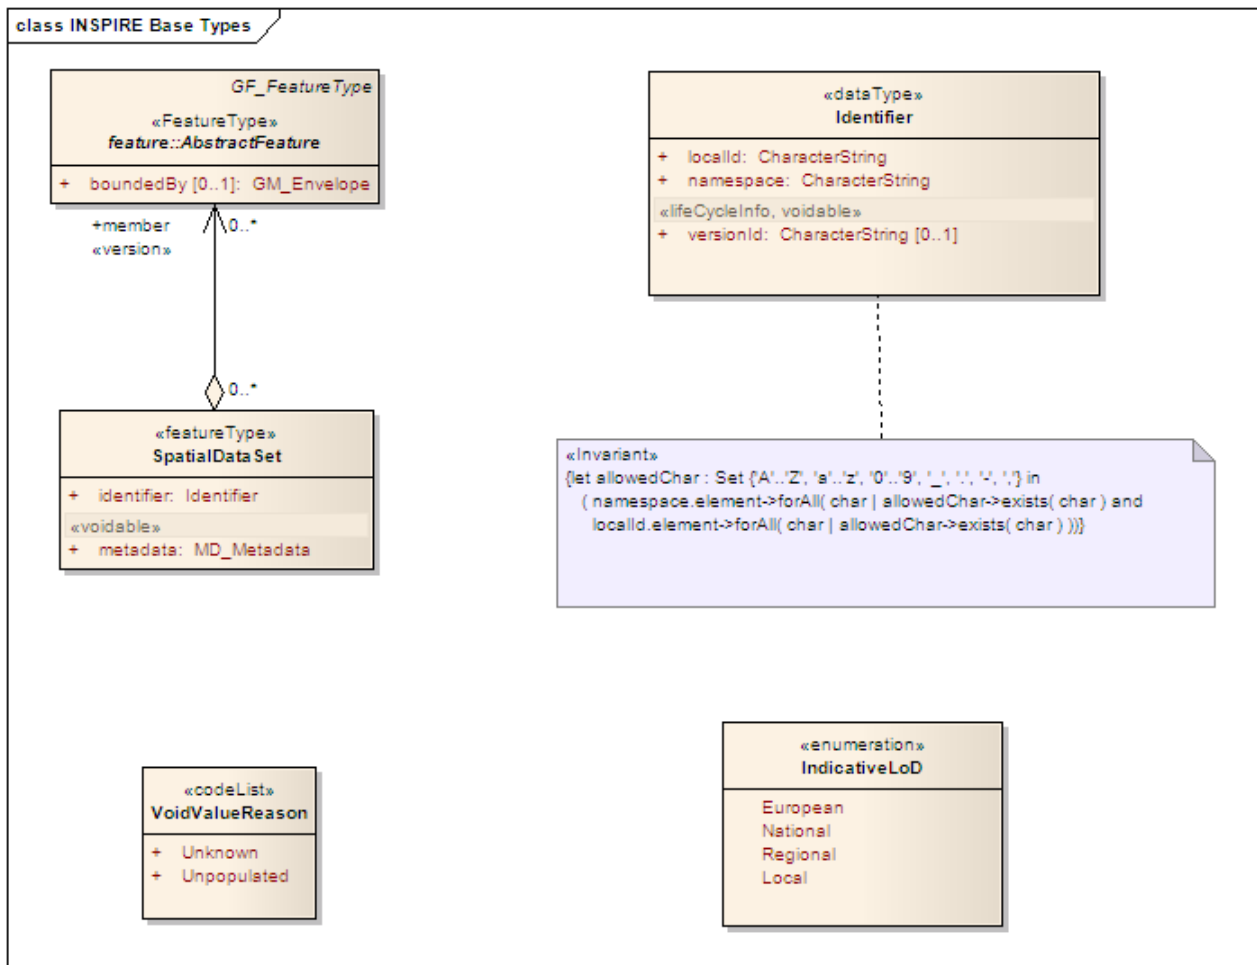 class INSPIRE Base Types
GF_FeatureType
«FeatureType»
feature::AbstractFeature
+ boundedBy [0..1]: GM_Envelope
+member
0..*
«version»
0..*
«featureType»
SpatialDataSet
+ identifier: Identifier
«voidable»
+ metadata: MD_Metadata
«dataType»
Identifier
+ localId: CharacterString
+ namespace: CharacterString
«lifeCycleInfo, voidable»
+ versionId: CharacterString [0..1]
«Invariant»
{let allowedChar : Set {'A'..'Z', 'a'..'z', '0'..'9', '_', '.', '-', ','} in
( namespace.element->forAll( char | allowedChar->exists( char ) and
localId.element->forAll( char | allowedChar->exists( char ) ))}
«codeList»
VoidValueReason
+ Unknown
+ Unpopulated
«enumeration»
IndicativeLoD
European
National
Regional
Local